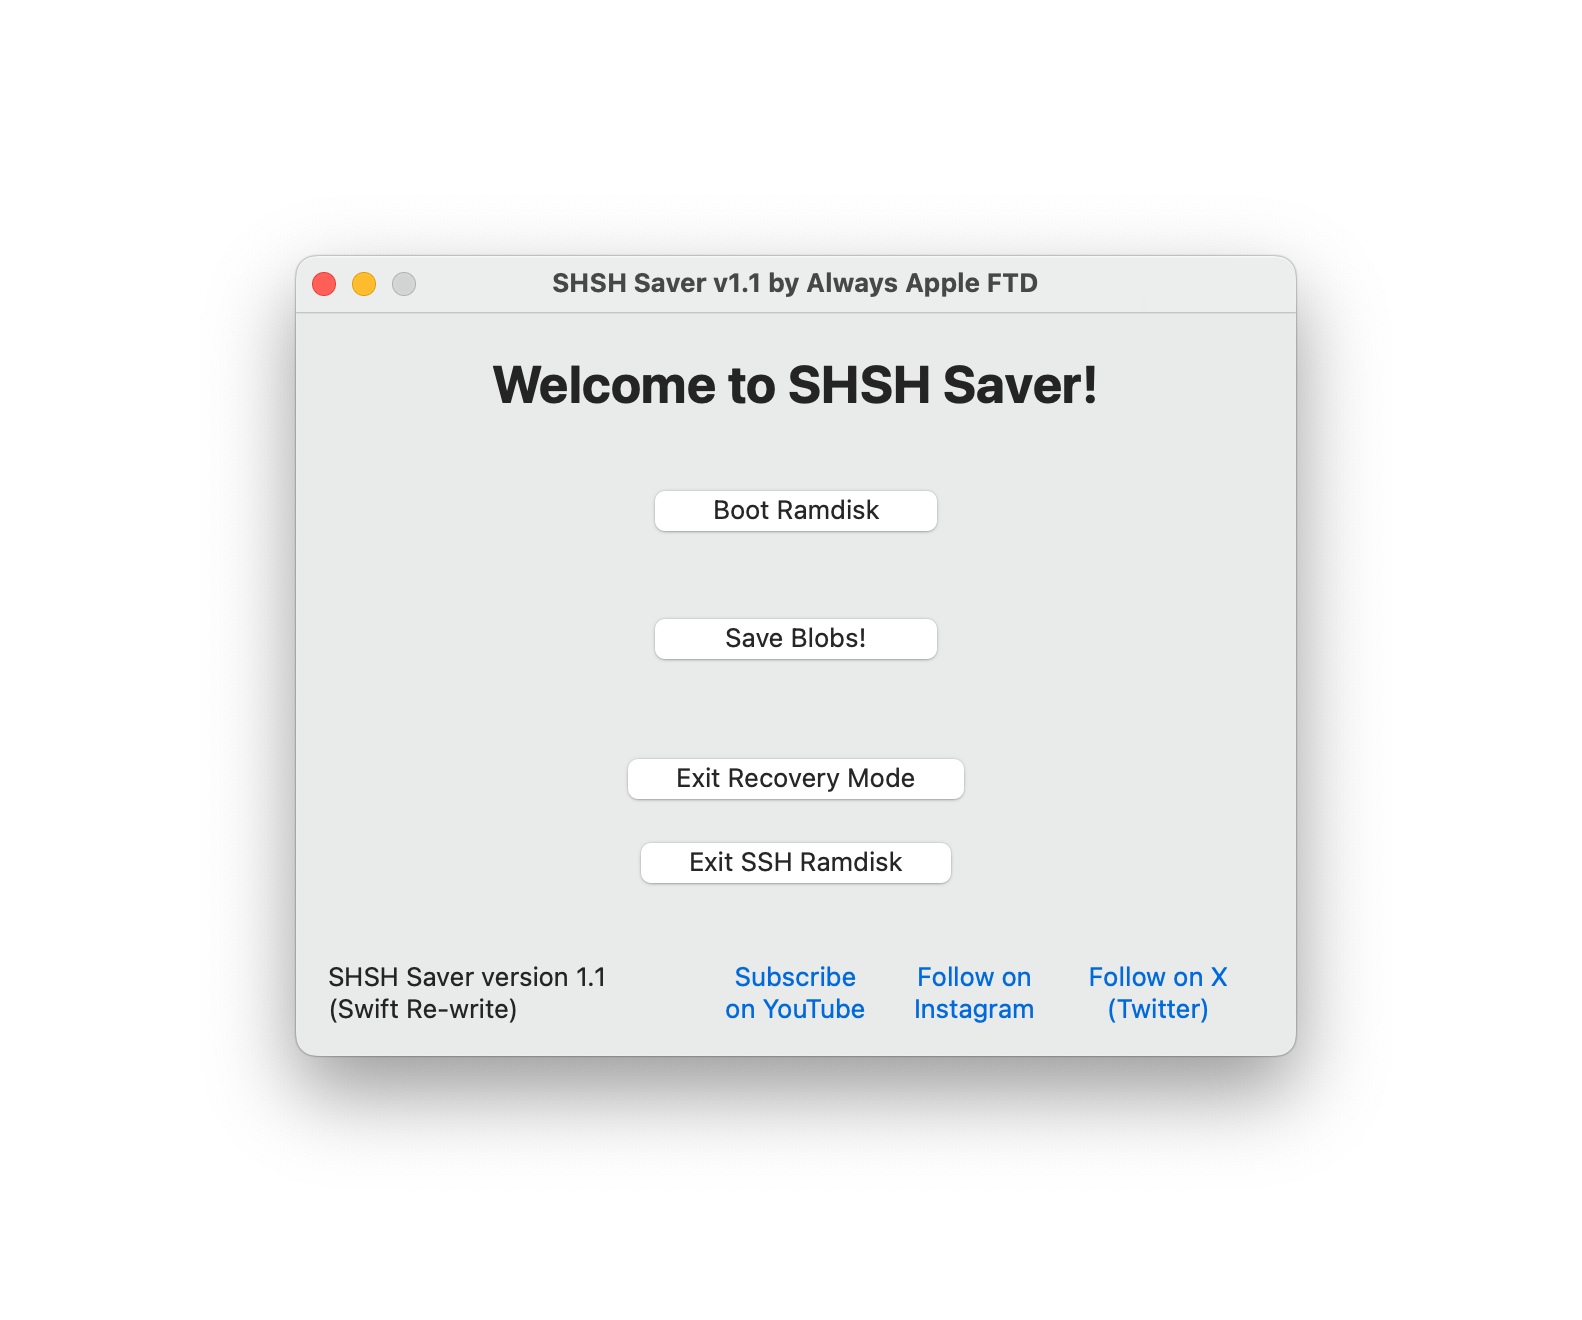 SHSH Saver v1.1 by Always Apple FTD
Welcome to SHSH Saver!
Boot Ramdisk
Save Blobs!
Exit Recovery Mode
Exit SSH Ramdisk
SHSH Saver version 1.1
(Swift Re-write)
Subscribe
on YouTube
Follow on
Instagram
Follow on X
(Twitter)